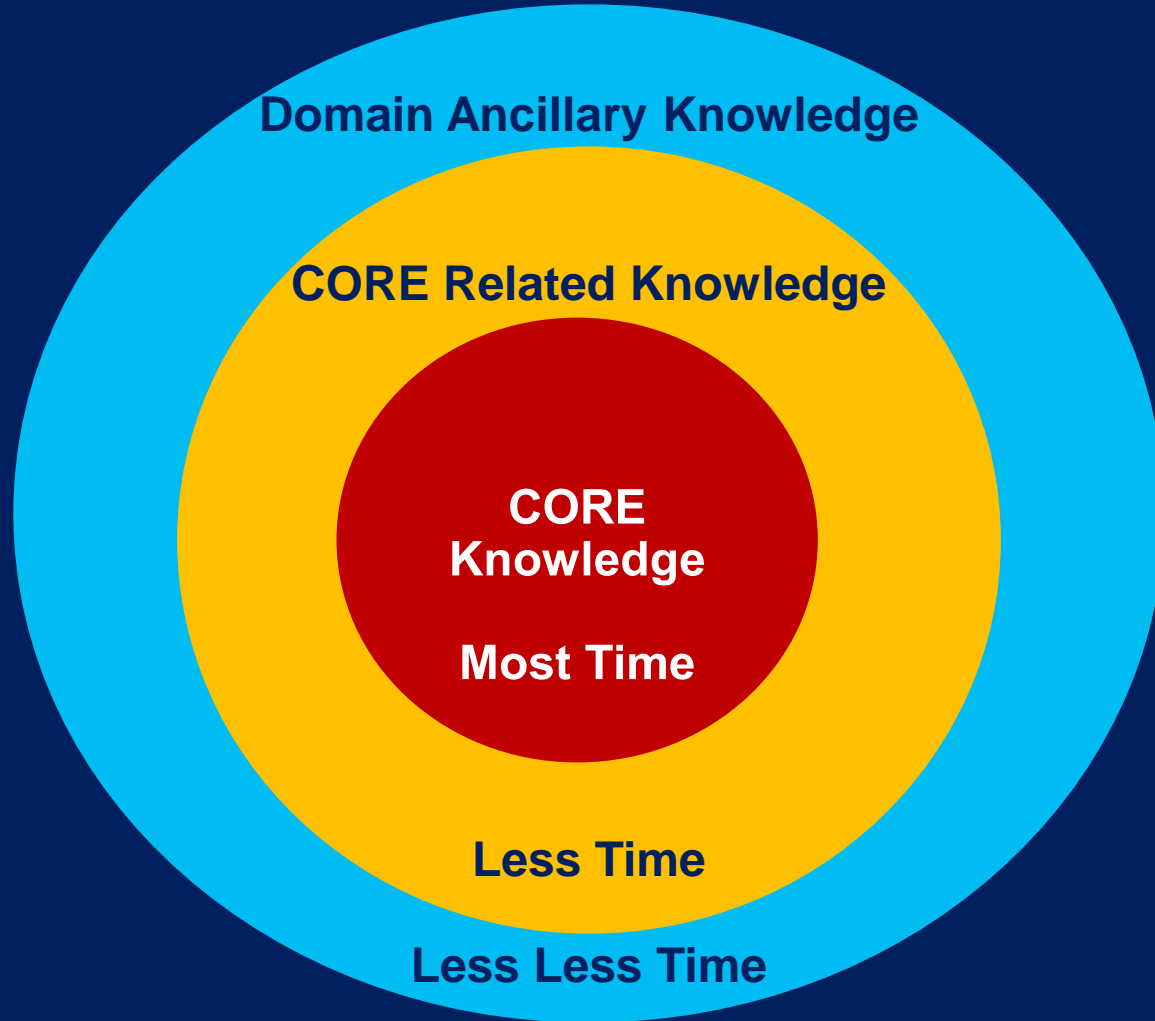 Domain Ancillary Knowledge
CORE Related Knowledge
CORE
Knowledge
Most Time
Less Time
Less Less Time